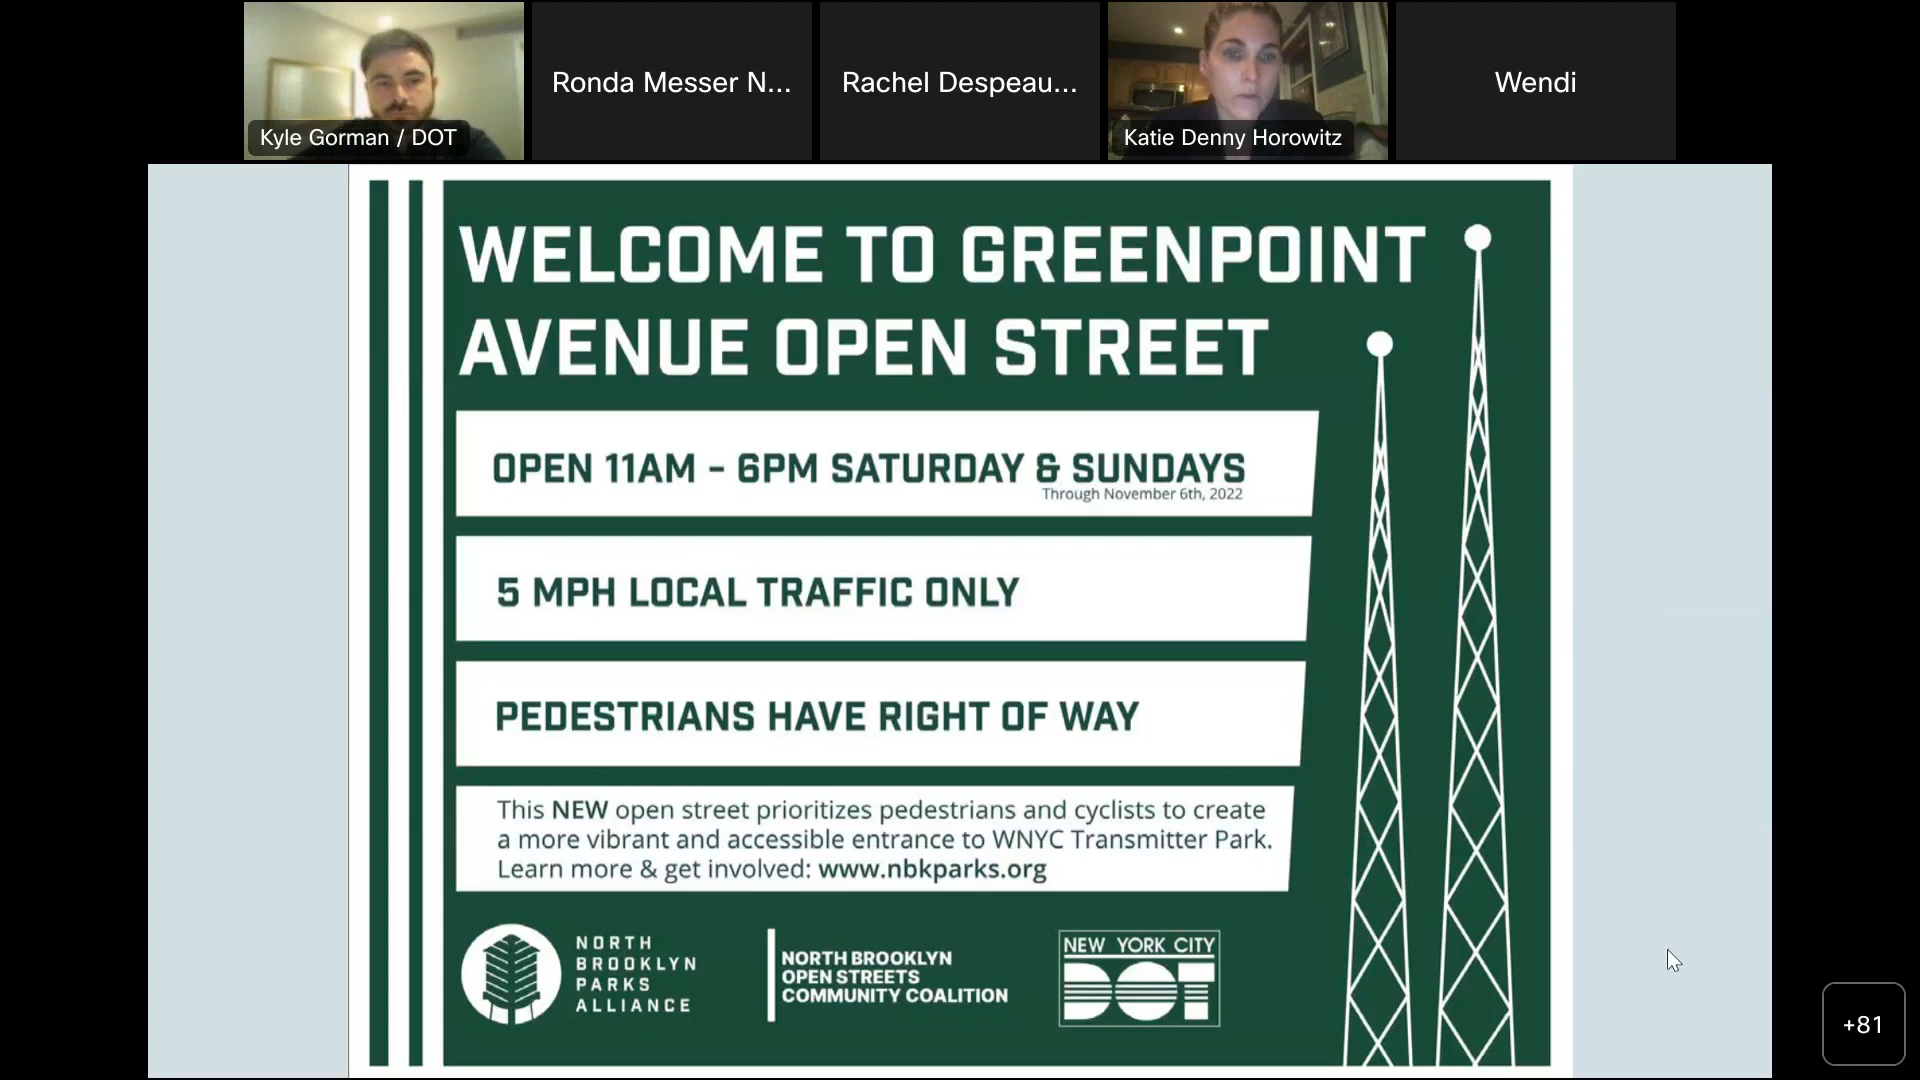 Kyle Gorman / DOT
Ronda Messer N...
Rachel Despeau...
Katie Denny Horowitz
Wendi
WELCOME TO GREENPOINT
AVENUE OPEN STREET
OPEN 11AM - 6PM SATURDAY & SUNDAYS
Through November 6th, 2022
5 MPH LOCAL TRAFFIC ONLY
PEDESTRIANS HAVE RIGHT OF WAY
This NEW open street prioritizes pedestrians and cyclists to create
a more vibrant and accessible entrance to WNYC Transmitter Park.
Learn more & get involved: www.nbkparks.org
NORTH
BROOKLYN
PARKS
ALLIANCE
NORTH BROOKLYN
OPEN STREETS
COMMUNITY COALITION
NEW YORK CITY
DOT
+81